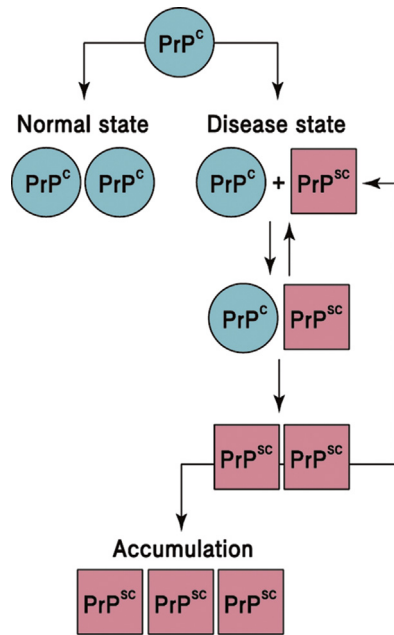 PrP^C
Normal state
Disease state
PrP^C PrP^C
PrP^C + PrP^SC
PrP^C PrP^SC
PrP^SC PrP^SC
Accumulation
PrP^SC PrP^SC PrP^SC